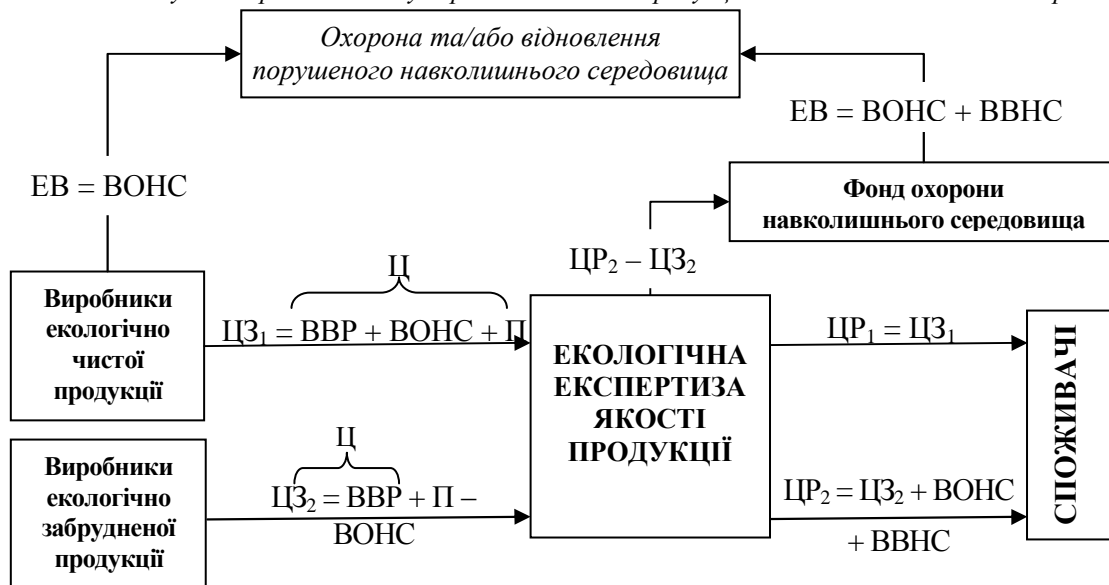 Охорона та/або відновлення
порушеного навколишнього середовища
ЕВ = ВОНС + ВВНС
ЕВ = ВОНС
Фонд охорони
навколишнього середовища
ЦР₂ – ЦЗ₂
Ц
Виробники
екологічно
чистої
продукції
ЦЗ₁ = ВВР + ВОНС + П
ЕКОЛОГІЧНА
ЕКСПЕРТИЗА
ЯКОСТІ
ПРОДУКЦІЇ
ЦР₁ = ЦЗ₁
СПОЖИВАЧІ
Виробники
екологічно
забрудненої
продукції
Ц
ЦЗ₂ = ВВР + П –
ВОНС
ЦР₂ = ЦЗ₂ + ВОНС
+ ВВНС